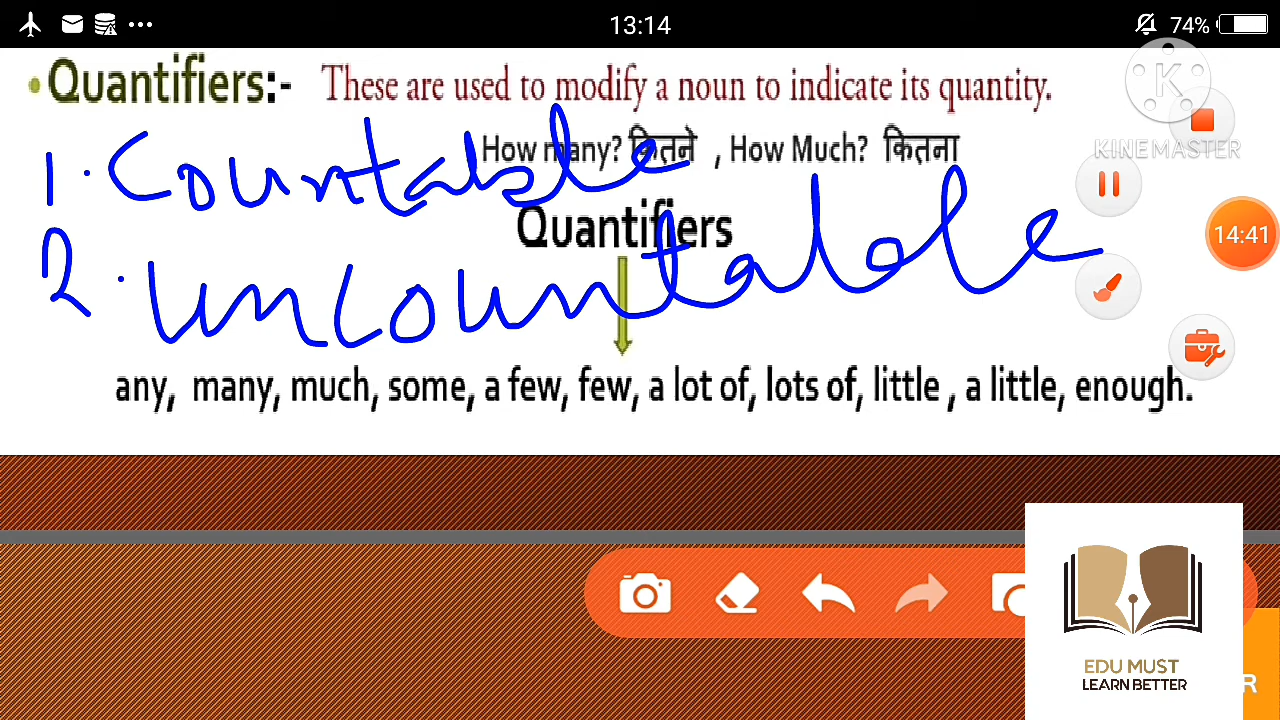 13:14
74%
• Quantifiers:- These are used to modify a noun to indicate its quantity.
How many? कितने , How Much? कितना
KINEMASTER
1. Countable
Quantifiers
2. Uncountable
14:41
any, many, much, some, a few, few, a lot of, lots of, little , a little, enough.
EDU MUST
LEARN BETTER
R